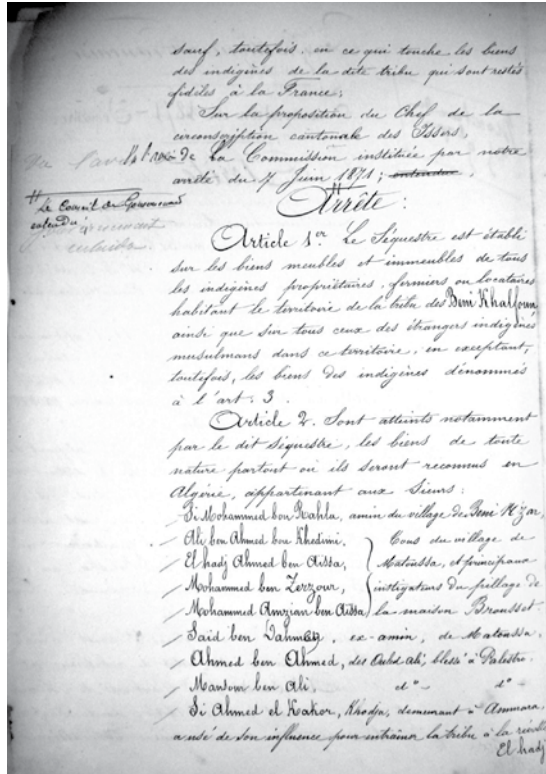 sauf, toutefois, en ce qui touche les biens
des indigènes de la dite tribu qui sont restés
fidèles à la France;
Sur la proposition du Chef de la
circonscription cantonale des Issers,
de la Commission instituée par notre
arrêté du 7 Juin 1871; entendue.
Le Conseil de Gouvernement
entendu
Arrête:
Article 1er Le Séquestre est établi
sur les biens meubles et immeubles de tous
les indigènes propriétaires, fermiers ou locataires
habitant le territoire de la tribu des Beni Khalfoun
ainsi que sur tous ceux des étrangers indigènes
musulmans dans ce territoire, en exceptant,
toutefois, les biens des indigènes dénommés
à l'art. 3.
Article 2. Sont atteints notamment
par le dit séquestre, les biens de toute
nature partout où ils seront reconnus en
Algérie, appartenant aux Sieurs:
Si Mohammed ben Rahla, amin du village de Beni
Ali ben Ahmed ben Khedimi, Tous du village de
El hadj Ahmed ben Aissa, Matoussa, et principaux
Mohammed ben Zerzour, instigateurs du pillage de
Mohammed Amzian ben Aissa la maison Brousset.
Saïd ben, ex-amin, de Matoussa.
Ahmed ben Ahmed, des Ouled Ali, blessé à Palestro.
Mansour ben Ali, do do
Si Ahmed el Kakor, Khodja, demeurant à Ammara,
a usé de son influence pour entraîner la tribu à la révolte
El hadj